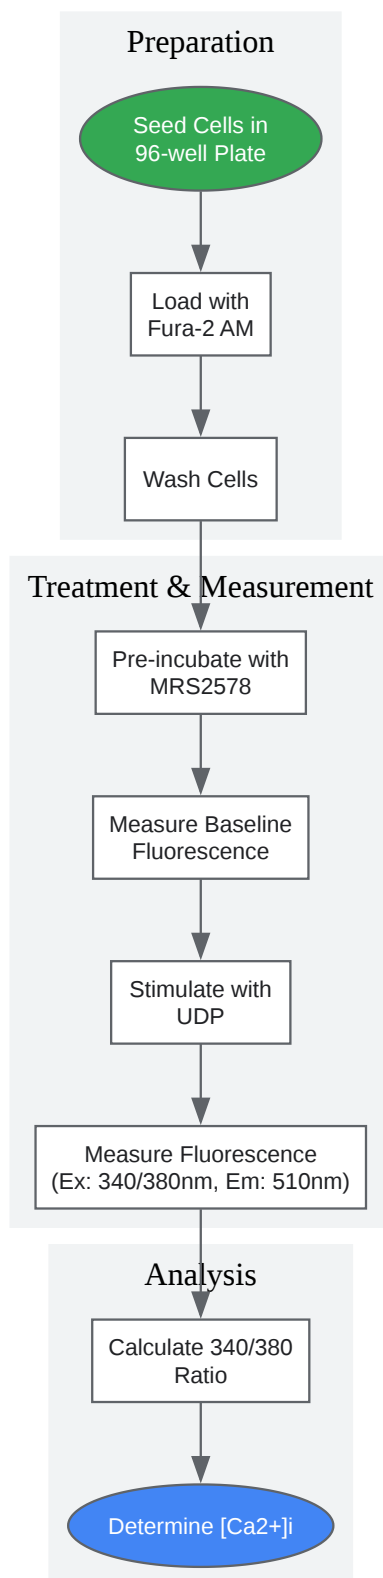 Preparation
Seed Cells in
96-well Plate
Load with
Fura-2 AM
Wash Cells
Treatment & Measurement
Pre-incubate with
MRS2578
Measure Baseline
Fluorescence
Stimulate with
UDP
Measure Fluorescence
(Ex: 340/380nm, Em: 510nm)
Analysis
Calculate 340/380
Ratio
Determine [Ca2+]i